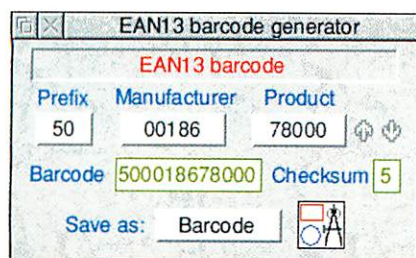 EAN13 barcode generator
EAN13 barcode
Prefix Manufacturer Product
50 00186 78000
Barcode 500018678000 Checksum 5
Save as: Barcode